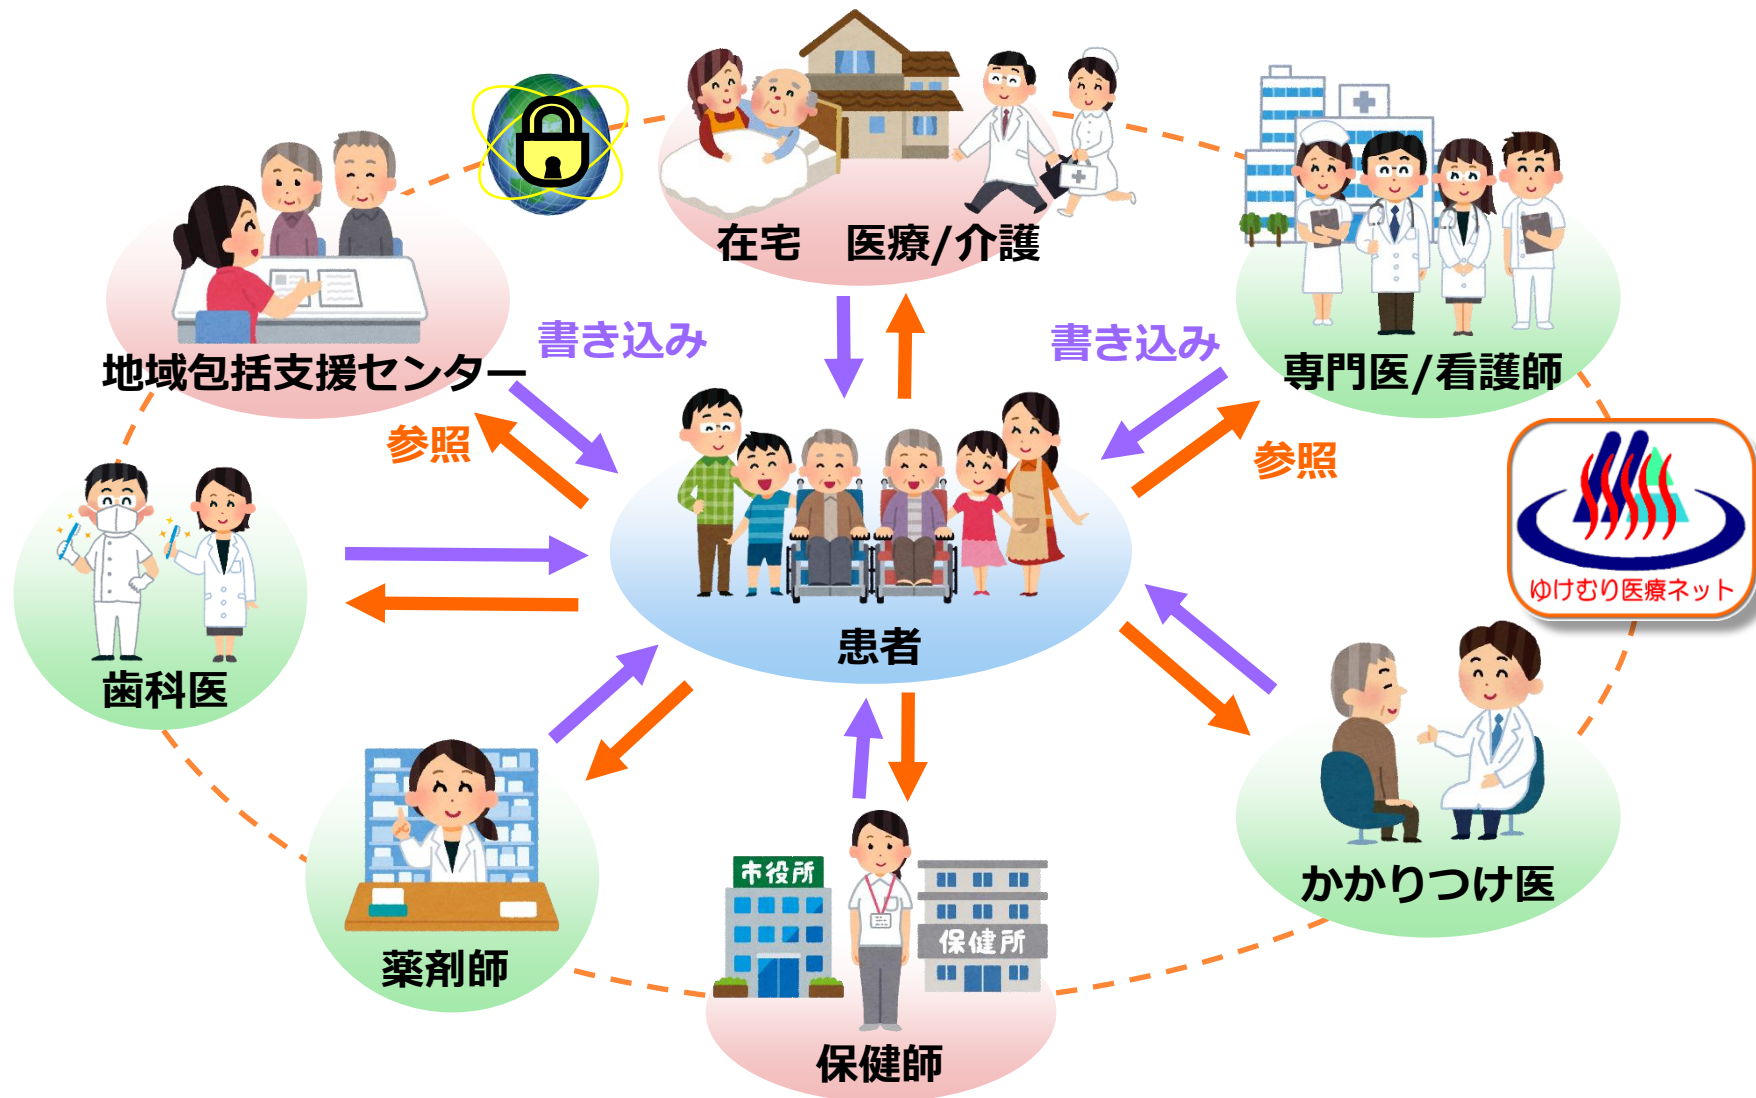 在宅　医療/介護
書き込み
書き込み
地域包括支援センター
専門医/看護師
参照
参照
ゆけむり医療ネット
患者
歯科医
市役所
保健所
かかりつけ医
薬剤師
保健師